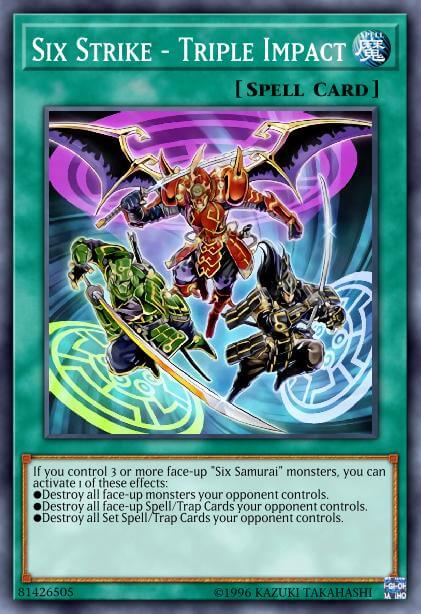 Six Strike - Triple Impact
[Spell Card]
If you control 3 or more face-up "Six Samurai" monsters, you can
activate 1 of these effects:
●Destroy all face-up monsters your opponent controls.
●Destroy all face-up Spell/Trap Cards your opponent controls.
●Destroy all Set Spell/Trap Cards your opponent controls.
81426505
©1996 KAZUKI TAKAHASHI